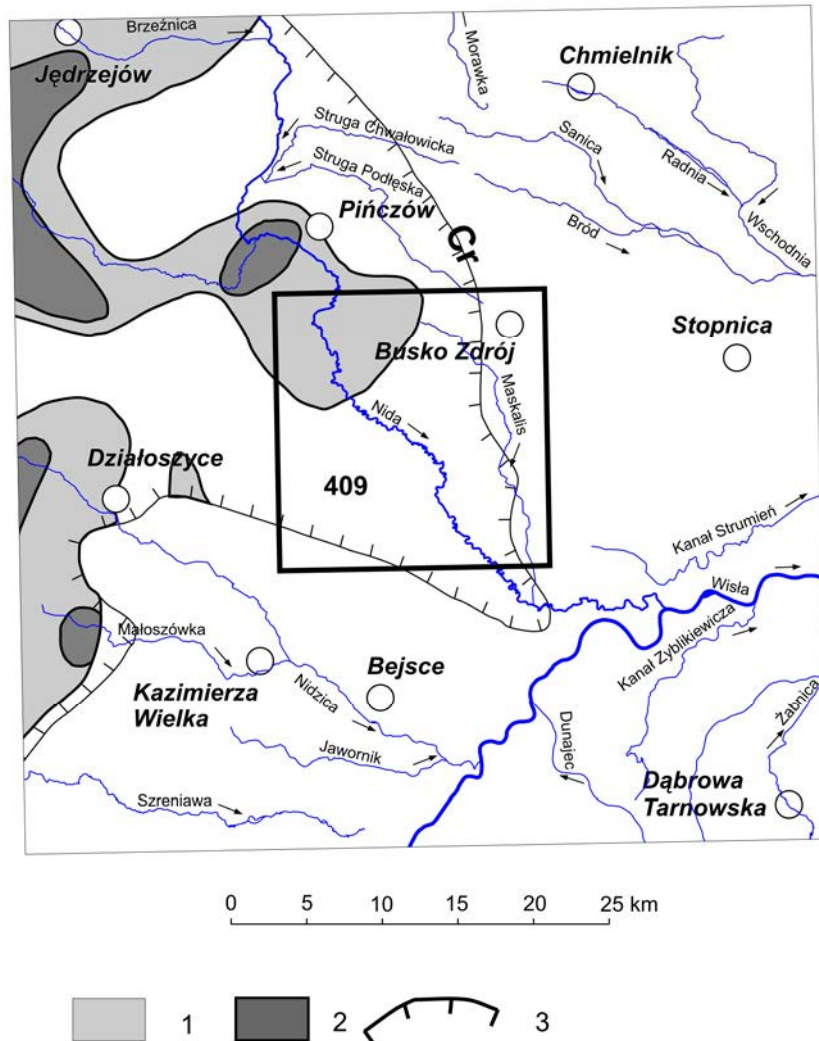 Brzeźnica
Jędrzejów
Morawka
Chmielnik
Struga Chwałowicka
Struga Podłęska
Sanica
Radnia
Pińczów
Bród
Wschodnia
Cr
Stopnica
Busko Zdrój
Maskalis
Nida
Działoszyce
409
Kanał Strumień
Wisła
Kanał Zyblikiewicza
Małoszówka
Kazimierza
Wielka
Bejsce
Nidzica
Jawornik
Dunajec
Żabnica
Dąbrowa
Tarnowska
Szreniawa
0 5 10 15 20 25 km
1 2 3